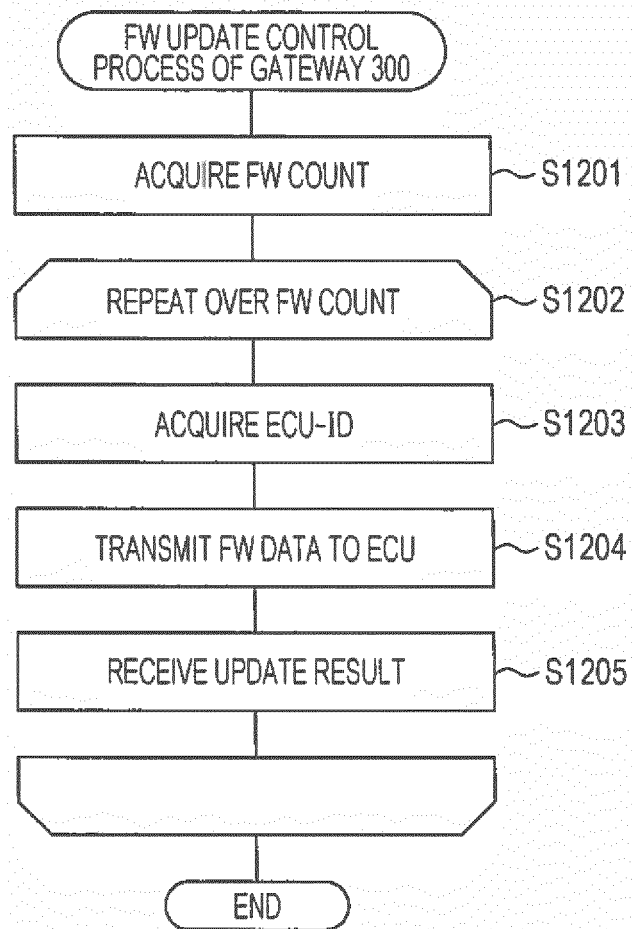 FW UPDATE CONTROL
PROCESS OF GATEWAY 300
ACQUIRE FW COUNT
S1201
REPEAT OVER FW COUNT
S1202
ACQUIRE ECU-ID
S1203
TRANSMIT FW DATA TO ECU
S1204
RECEIVE UPDATE RESULT
S1205
END